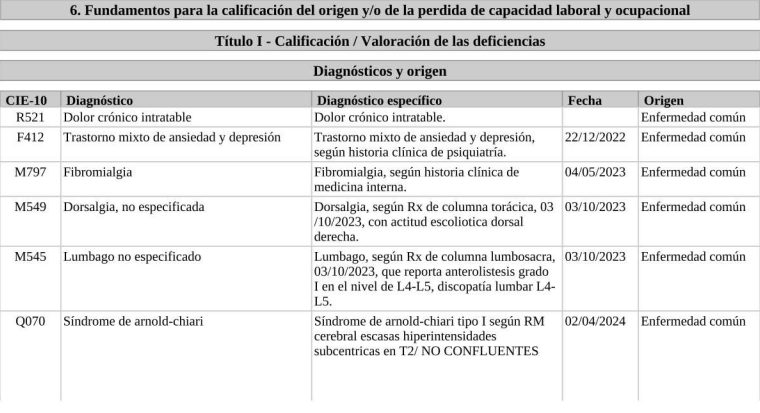 6. Fundamentos para la calificación del origen y/o de la perdida de capacidad laboral y ocupacional
Título I - Calificación / Valoración de las deficiencias
Diagnósticos y origen
CIE-10 Diagnóstico Diagnóstico específico Fecha Origen
R521 Dolor crónico intratable Dolor crónico intratable. Enfermedad común
F412 Trastorno mixto de ansiedad y depresión Trastorno mixto de ansiedad y depresión, 22/12/2022 Enfermedad común
según historia clínica de psiquiatría.
M797 Fibromialgia Fibromialgia, según historia clínica de 04/05/2023 Enfermedad común
medicina interna.
M549 Dorsalgia, no especificada Dorsalgia, según Rx de columna torácica, 03 03/10/2023 Enfermedad común
/10/2023, con actitud escoliotica dorsal
derecha.
M545 Lumbago no especificado Lumbago, según Rx de columna lumbosacra, 03/10/2023 Enfermedad común
03/10/2023, que reporta anterolistesis grado
I en el nivel de L4-L5, discopatía lumbar L4-
L5.
Q070 Síndrome de arnold-chiari Síndrome de arnold-chiari tipo I según RM 02/04/2024 Enfermedad común
cerebral escasas hiperintensidades
subcentricas en T2/ NO CONFLUENTES